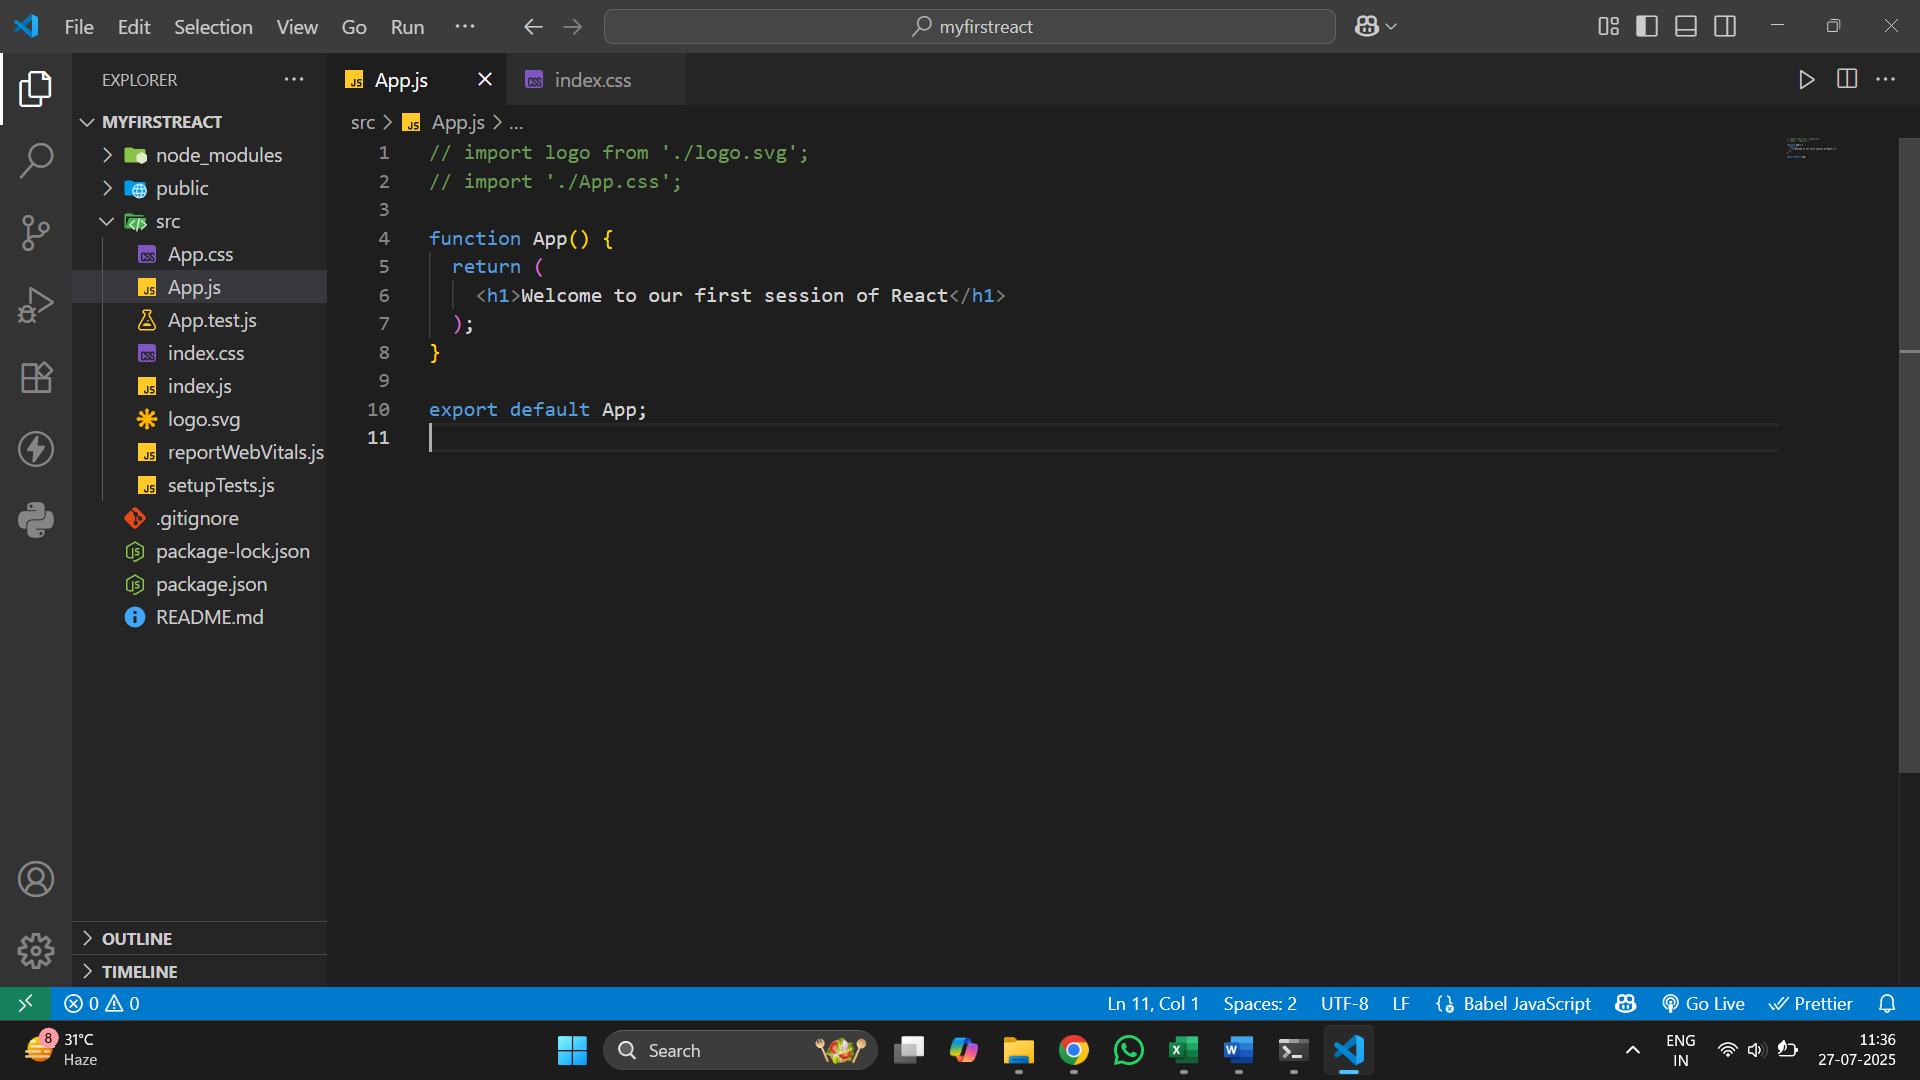 File Edit Selection View Go Run ... myfirstreact
EXPLORER ...
App.js
index.css
MYFIRSTREACT
node_modules
public
src
App.css
App.js
App.test.js
index.css
index.js
logo.svg
reportWebVitals.js
setupTests.js
.gitignore
package-lock.json
package.json
README.md
OUTLINE
TIMELINE
src > App.js > ...
1 // import logo from './logo.svg';
2 // import './App.css';
3
4 function App() {
5 return (
6 <h1>Welcome to our first session of React</h1>
7 );
8 }
9
10 export default App;
11
0 0 Ln 11, Col 1 Spaces: 2 UTF-8 LF Babel JavaScript Go Live Prettier
8 31°C
Haze
Search
ENG
IN
11:36
27-07-2025